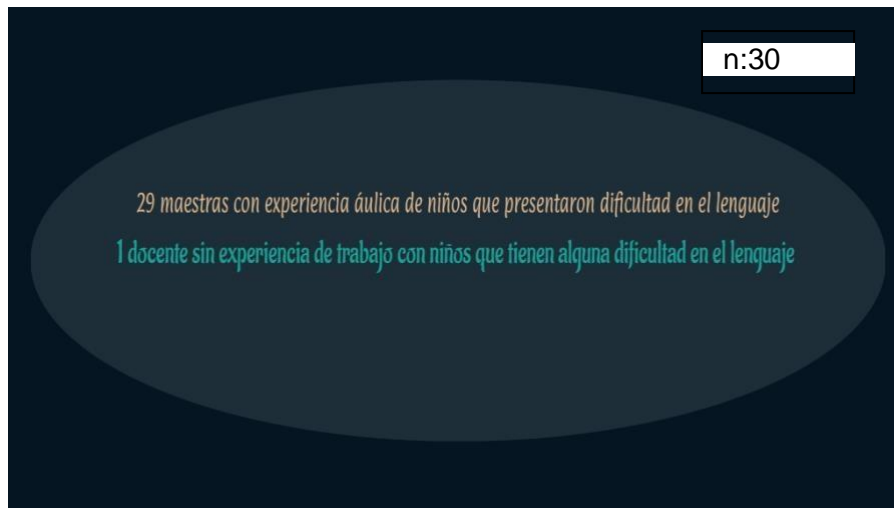 n:30
29 maestras con experiencia áulica de niños que presentaron dificultad en el lenguaje
1 docente sin experiencia de trabajo con niños que tienen alguna dificultad en el lenguaje